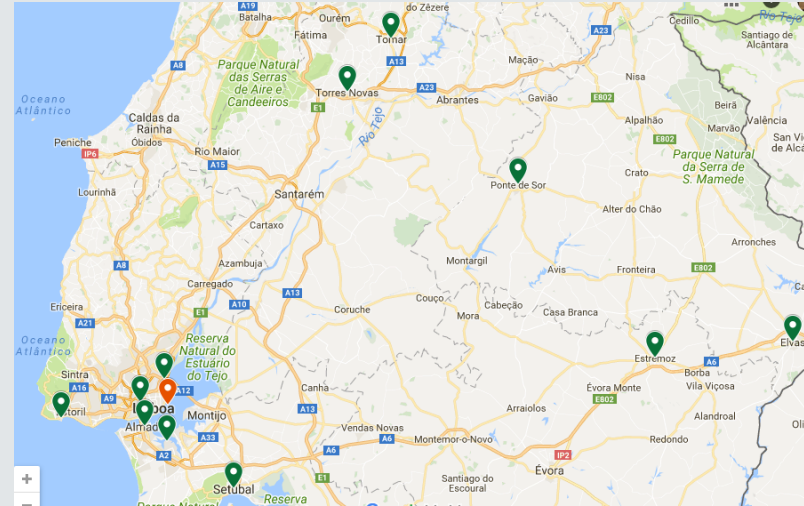 A19
do Zêzere
Batalha
Ourém
Fátima
Tomar
Cedillo
Rio Tejo
A23
Santiago de
Alcántara
A8
Parque Natural
das Serras
de Aire e
Candeeiros
A13
Mação
Nisa
Torres Novas
A23
Abrantes
Gavião
E802
E1
Oceano
Atlântico
Rio Tejo
Beirã
Caldas da
Rainha
Alpalhão
Marvão
Valência
Peniche
Óbidos
E802
IP6
Rio Maior
A15
Parque Natural
da Serra de
S. Mamede
Crato
Ponte de Sor
Lourinhã
Santarém
Alter do Chão
Cartaxo
Arronches
A8
Azambuja
Montargil
Avis
Fronteira
E802
Carregado
A13
Couço
Cabeção
Ericeira
A10
E1
Coruche
Mora
Casa Branca
A21
Oceano
Atlântico
Reserva
Natural do
Estuário
do Tejo
Estremoz
Elvas
A6
Sintra
Borba
A16
A9
A12
Canha
Évora Monte
Vila Viçosa
E802
Lisboa
Montijo
A13
Arraiolos
Alandroal
Vendas Novas
A33
A6
Montemor-o-Novo
Redondo
A2
A6
IP2
Évora
E1
Santiago do
Escoural
Setúbal
Reserva
+